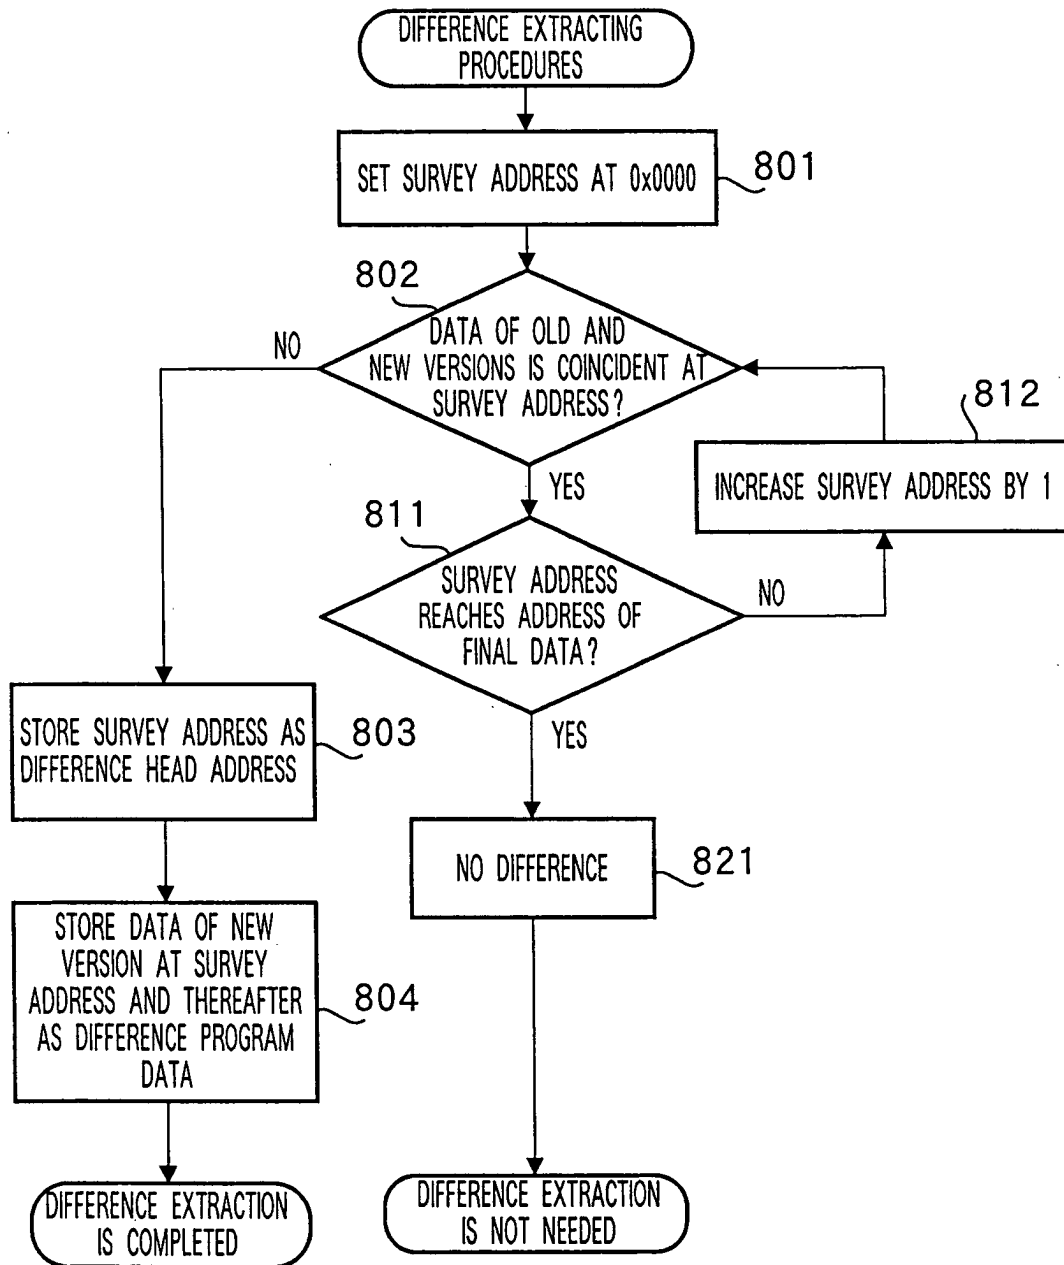 DIFFERENCE EXTRACTING
PROCEDURES
SET SURVEY ADDRESS AT 0x0000
801
802
DATA OF OLD AND
NEW VERSIONS IS COINCIDENT AT
SURVEY ADDRESS?
NO
YES
812
INCREASE SURVEY ADDRESS BY 1
811
SURVEY ADDRESS
REACHES ADDRESS OF
FINAL DATA?
NO
YES
STORE SURVEY ADDRESS AS
DIFFERENCE HEAD ADDRESS
803
NO DIFFERENCE
821
STORE DATA OF NEW
VERSION AT SURVEY
ADDRESS AND THEREAFTER
AS DIFFERENCE PROGRAM
DATA
804
DIFFERENCE EXTRACTION
IS COMPLETED
DIFFERENCE EXTRACTION
IS NOT NEEDED